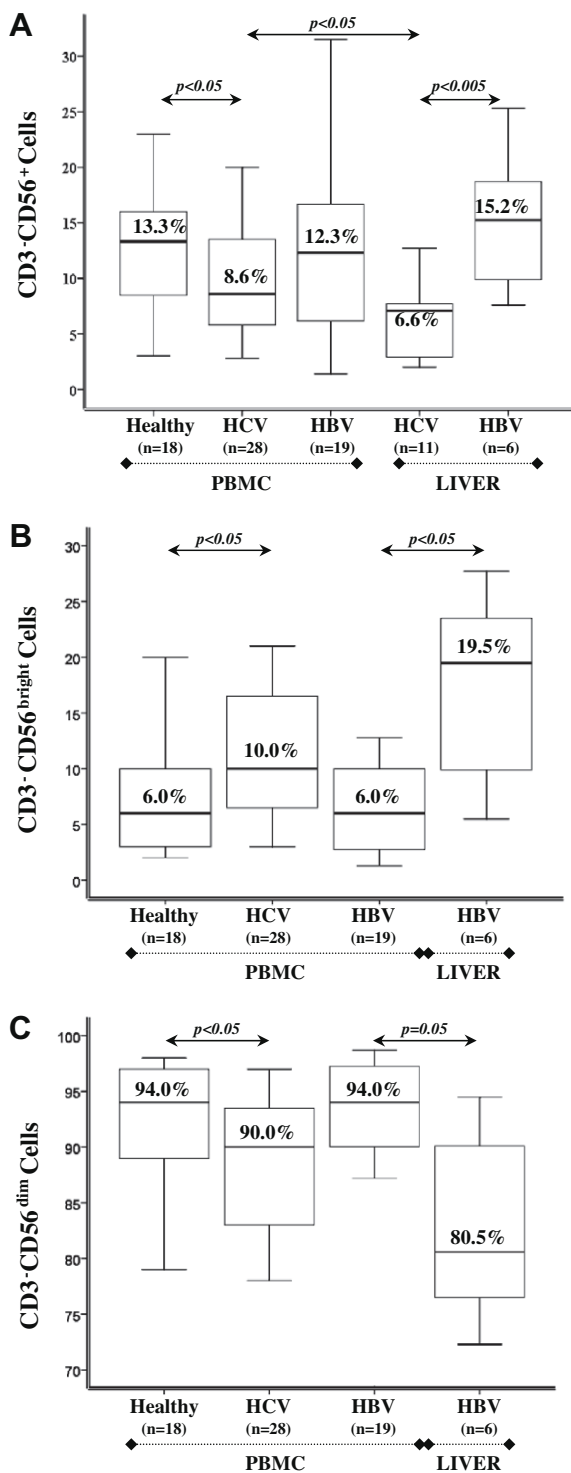 A
CD3-CD56+ Cells
p<0.05
p<0.05
p<0.005
30
25
20
15
10
5
0
13.3%
8.6%
12.3%
6.6%
15.2%
Healthy HCV HBV HCV HBV
(n=18) (n=28) (n=19) (n=11) (n=6)
PBMC LIVER
B
CD3-CD56bright Cells
p<0.05 p<0.05
30
25
20
15
10
5
0
6.0%
10.0%
6.0%
19.5%
Healthy HCV HBV HBV
(n=18) (n=28) (n=19) (n=6)
PBMC LIVER
C
CD3-CD56dim Cells
p<0.05 p=0.05
100
95
90
85
80
75
70
94.0%
90.0%
94.0%
80.5%
Healthy HCV HBV HBV
(n=18) (n=28) (n=19) (n=6)
PBMC LIVER